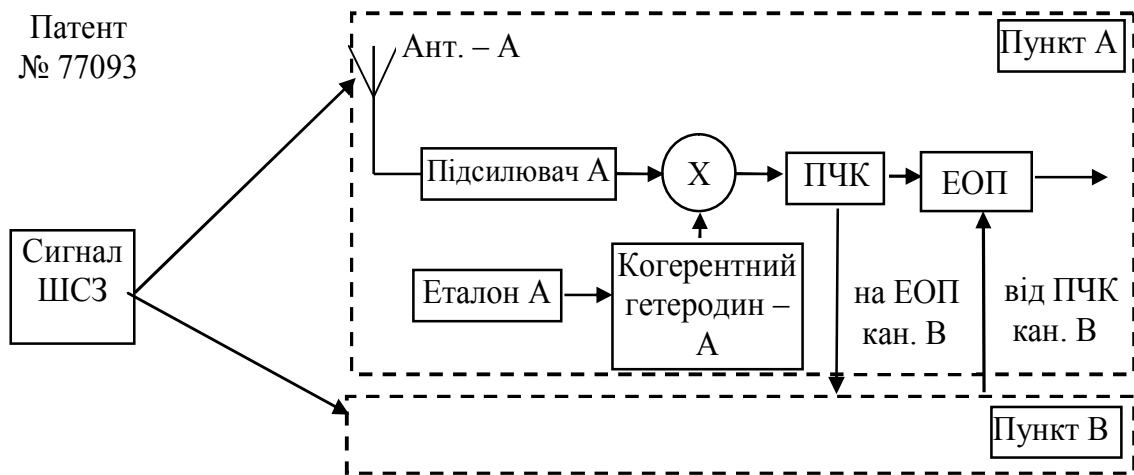 Патент
№ 77093
Ант. – А
Пункт А
Підсилювач А
Х
ПЧК
ЕОП
Сигнал
ШСЗ
Еталон А
Когерентний
гетеродин –
А
на ЕОП
кан. В
від ПЧК
кан. В
Пункт В